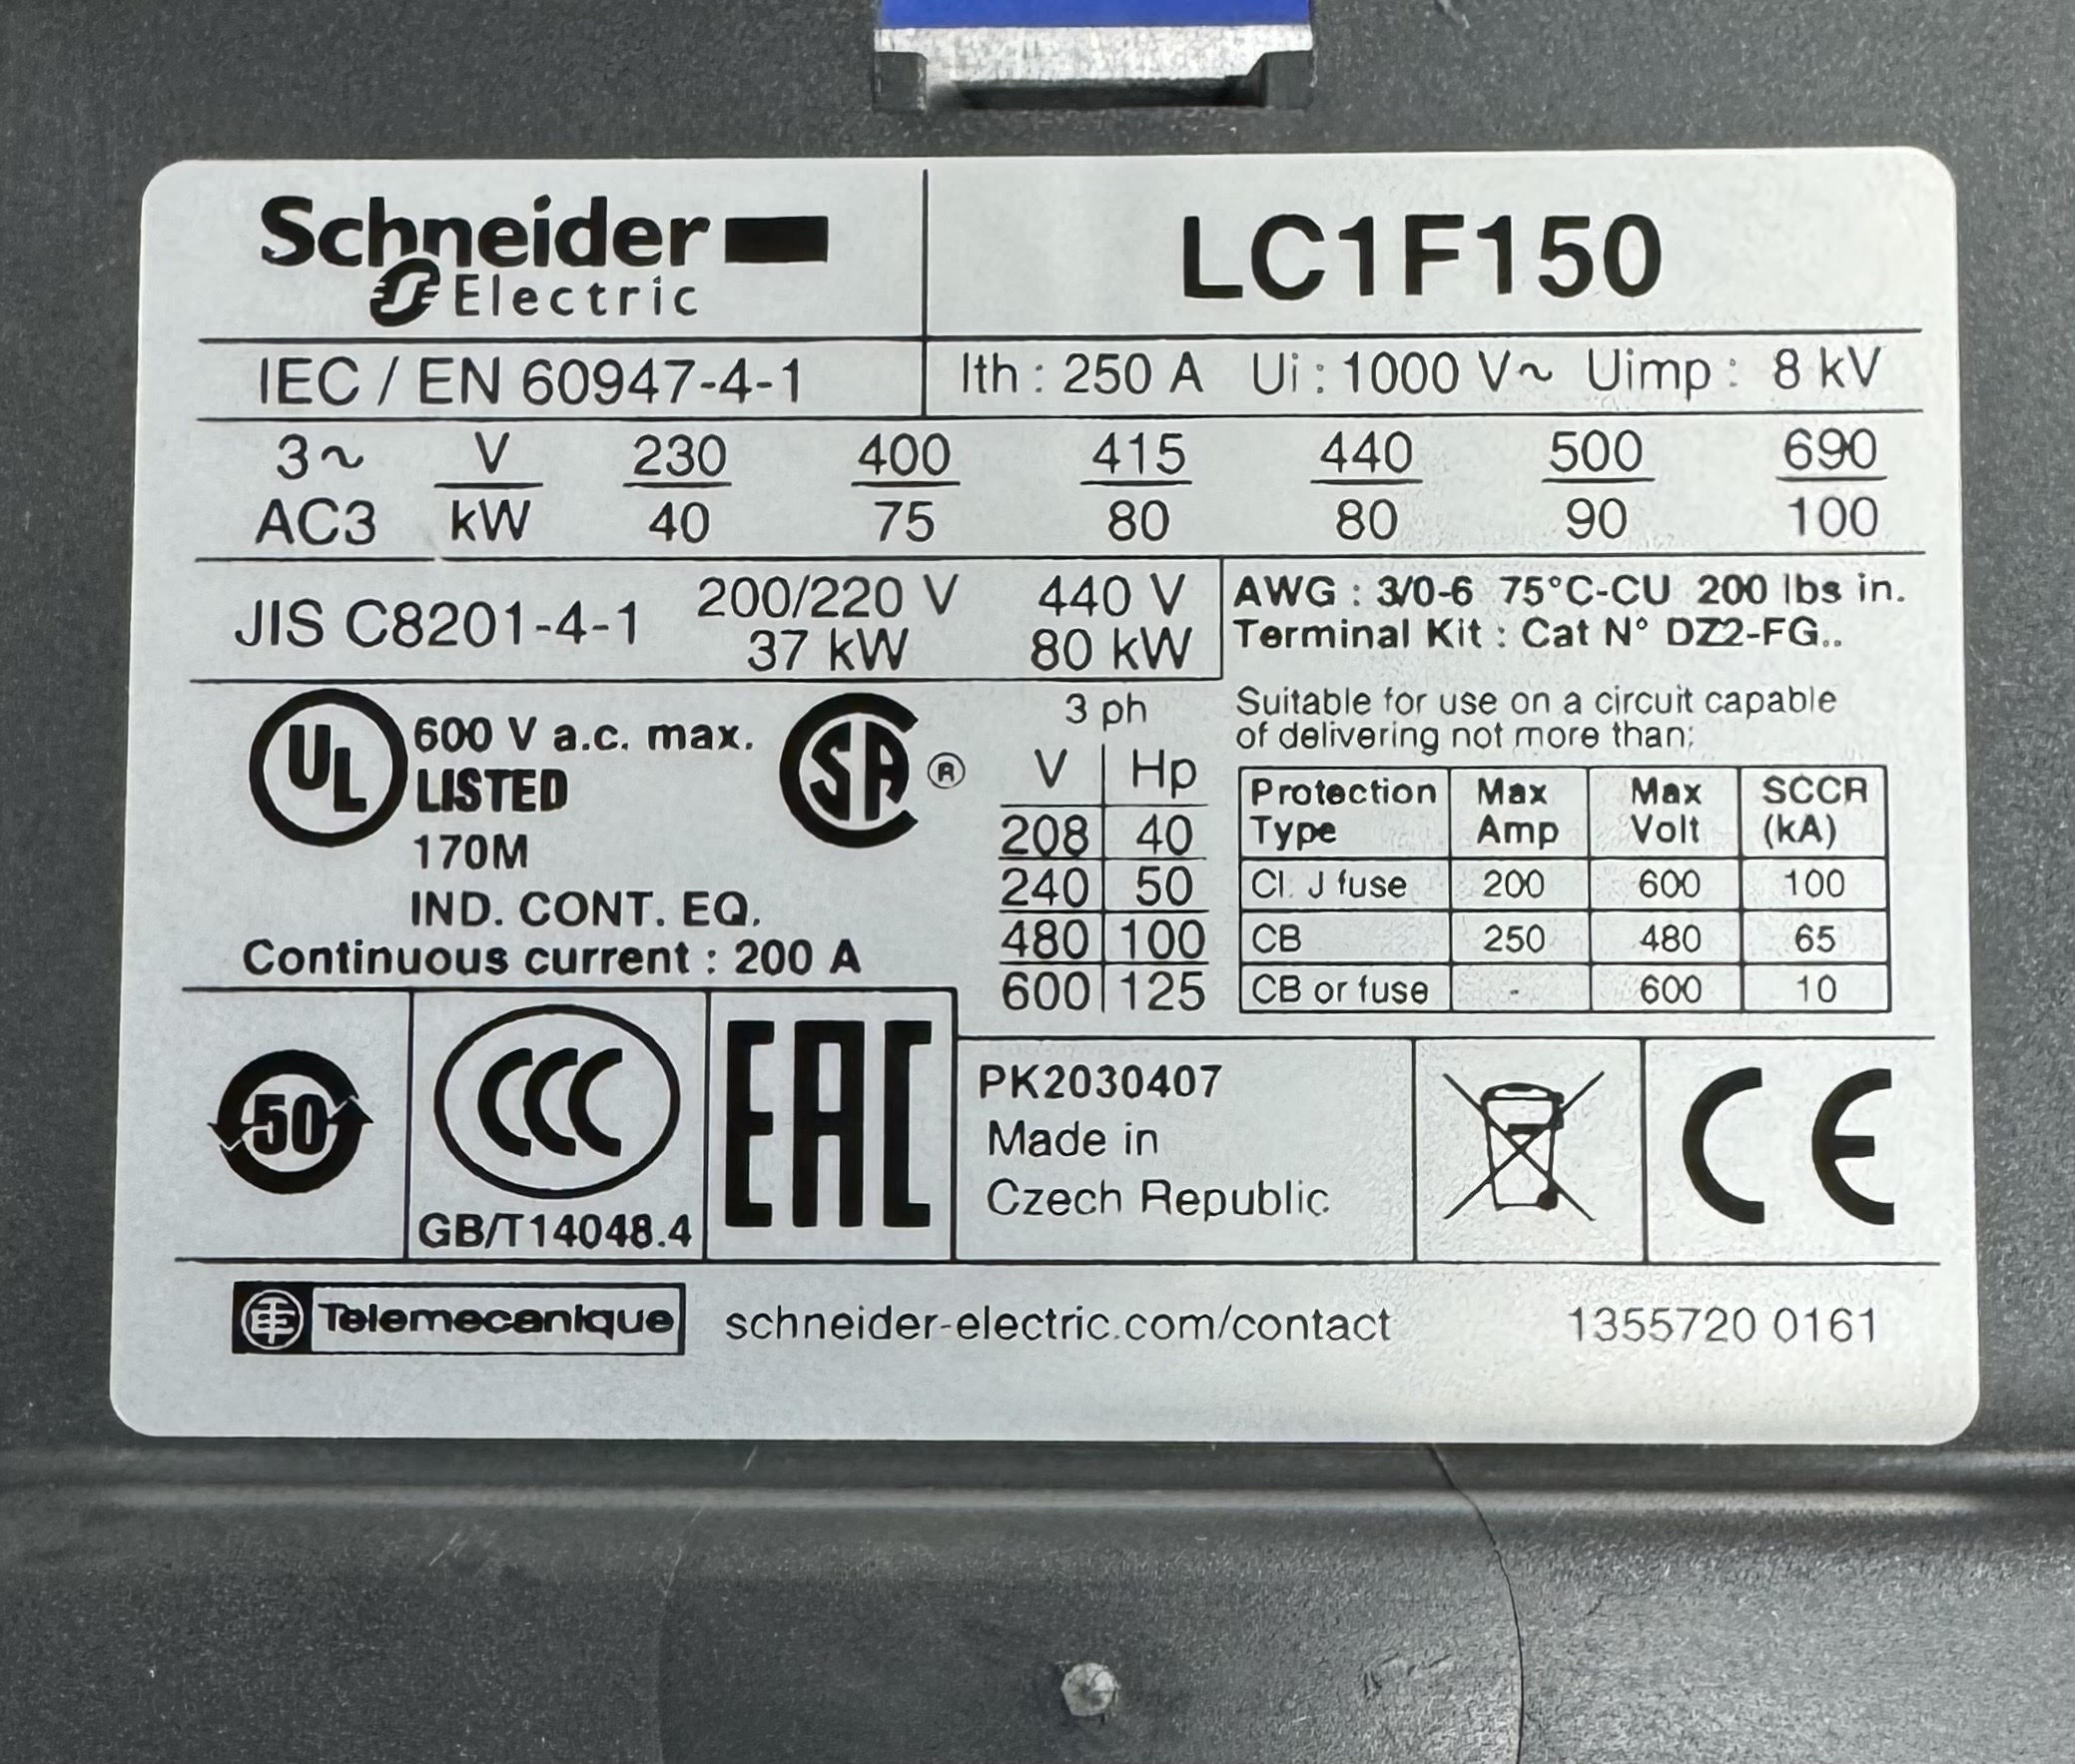 Schneider
Electric
LC1F150
IEC / EN 60947-4-1
Ith : 250 A Ui : 1000 V~ Uimp : 8 kV
3~ V 230 400 415 440 500 690
AC3 kW 40 75 80 80 90 100
JIS C8201-4-1
200/220 V 440 V
37 kW 80 kW
AWG : 3/0-6 75°C-CU 200 lbs in.
Terminal Kit : Cat N° DZ2-FG..
UL
600 V a.c. max.
LISTED
170M
IND. CONT. EQ.
Continuous current : 200 A
SA ®
3 ph
V Hp
208 40
240 50
480 100
600 125
Suitable for use on a circuit capable
of delivering not more than:
Protection Max Max SCCR
Type Amp Volt (kA)
Cl. J fuse 200 600 100
CB 250 480 65
CB or fuse - 600 10
50
CCC
GB/T14048.4
EAC
PK2030407
Made in
Czech Republic
CE
Telemecanique
schneider-electric.com/contact
1355720 0161